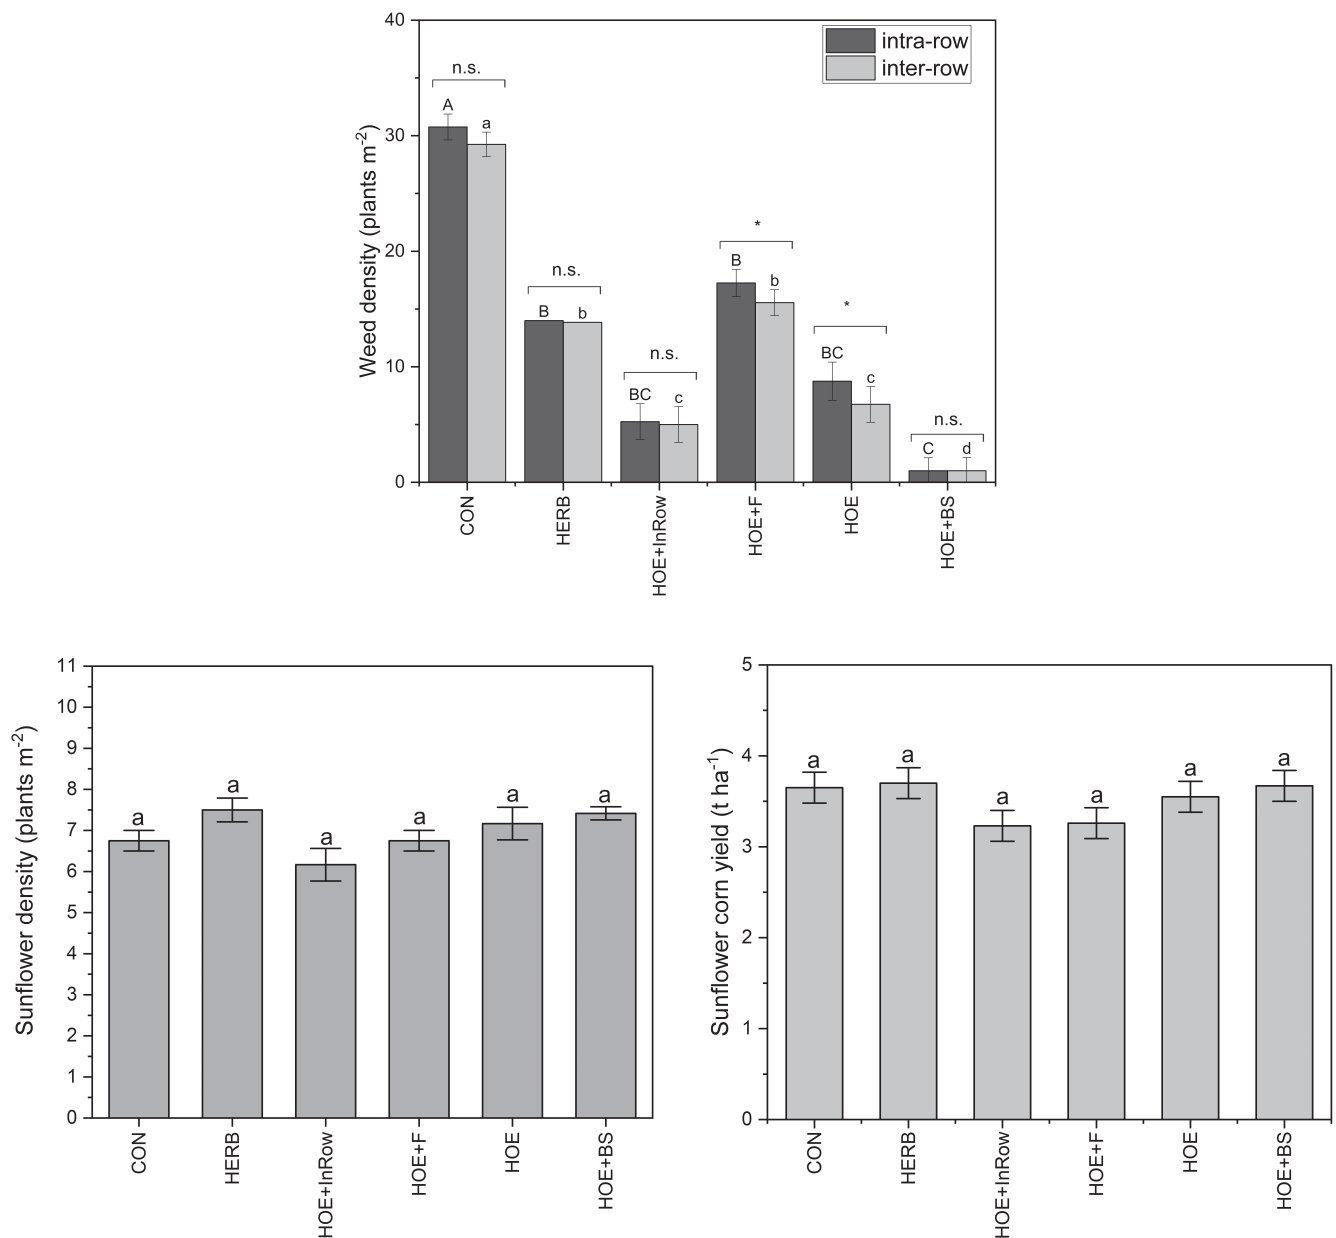 40
30
20
10
0
Weed density (plants m⁻²)
intra-row
inter-row
n.s.
A
a
n.s.
B
b
n.s.
BC
c
*
B
b
*
BC
c
n.s.
C
d
CON
HERB
HOE+InRow
HOE+F
HOE
HOE+BS
11
10
9
8
7
6
5
4
3
2
1
0
Sunflower density (plants m⁻²)
a
a
a
a
a
a
CON
HERB
HOE+InRow
HOE+F
HOE
HOE+BS
5
4
3
2
1
0
Sunflower corn yield (t ha⁻¹)
a
a
a
a
a
a
CON
HERB
HOE+InRow
HOE+F
HOE
HOE+BS